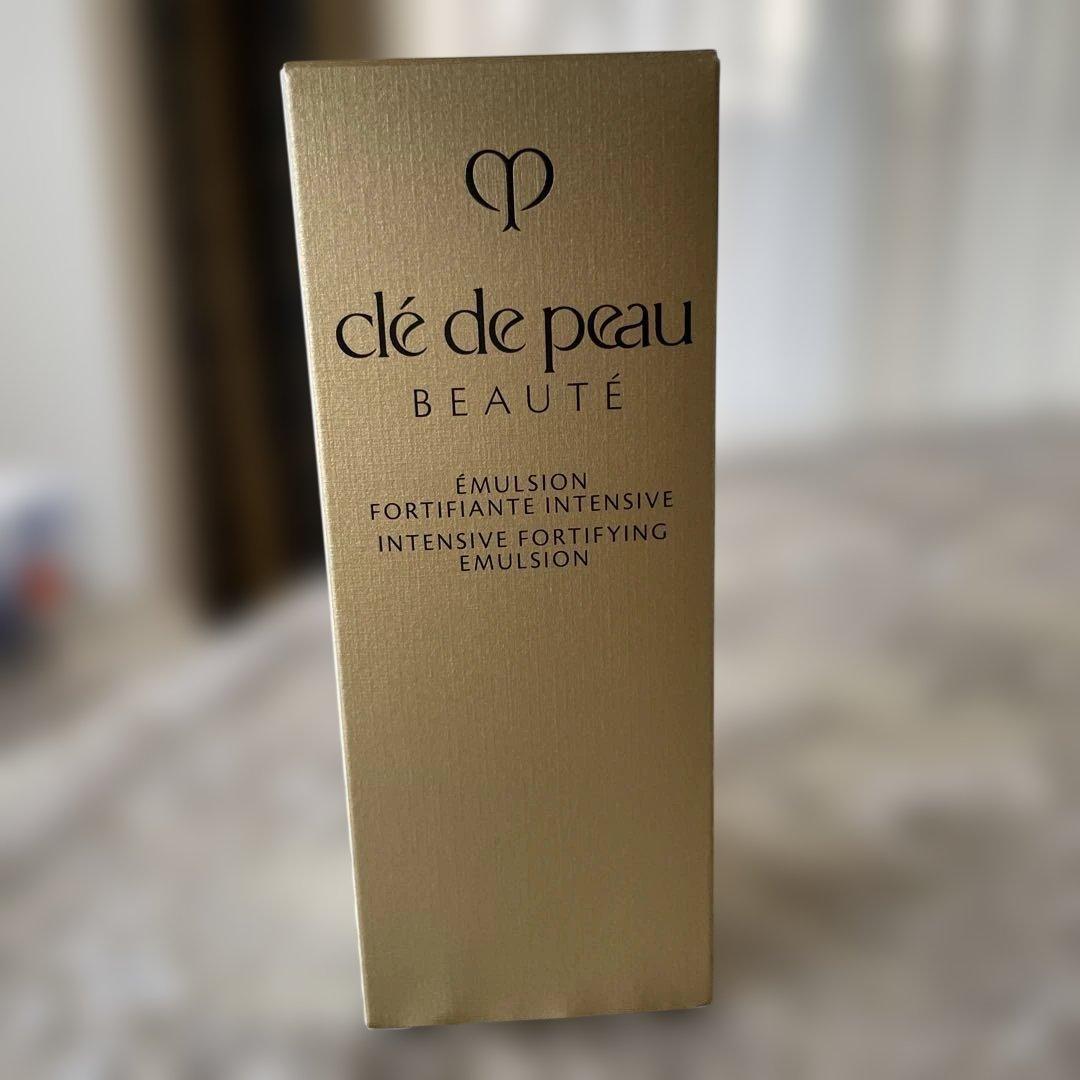 clé de peau
BEAUTÉ
ÉMULSION
FORTIFIANTE INTENSIVE
INTENSIVE FORTIFYING
EMULSION